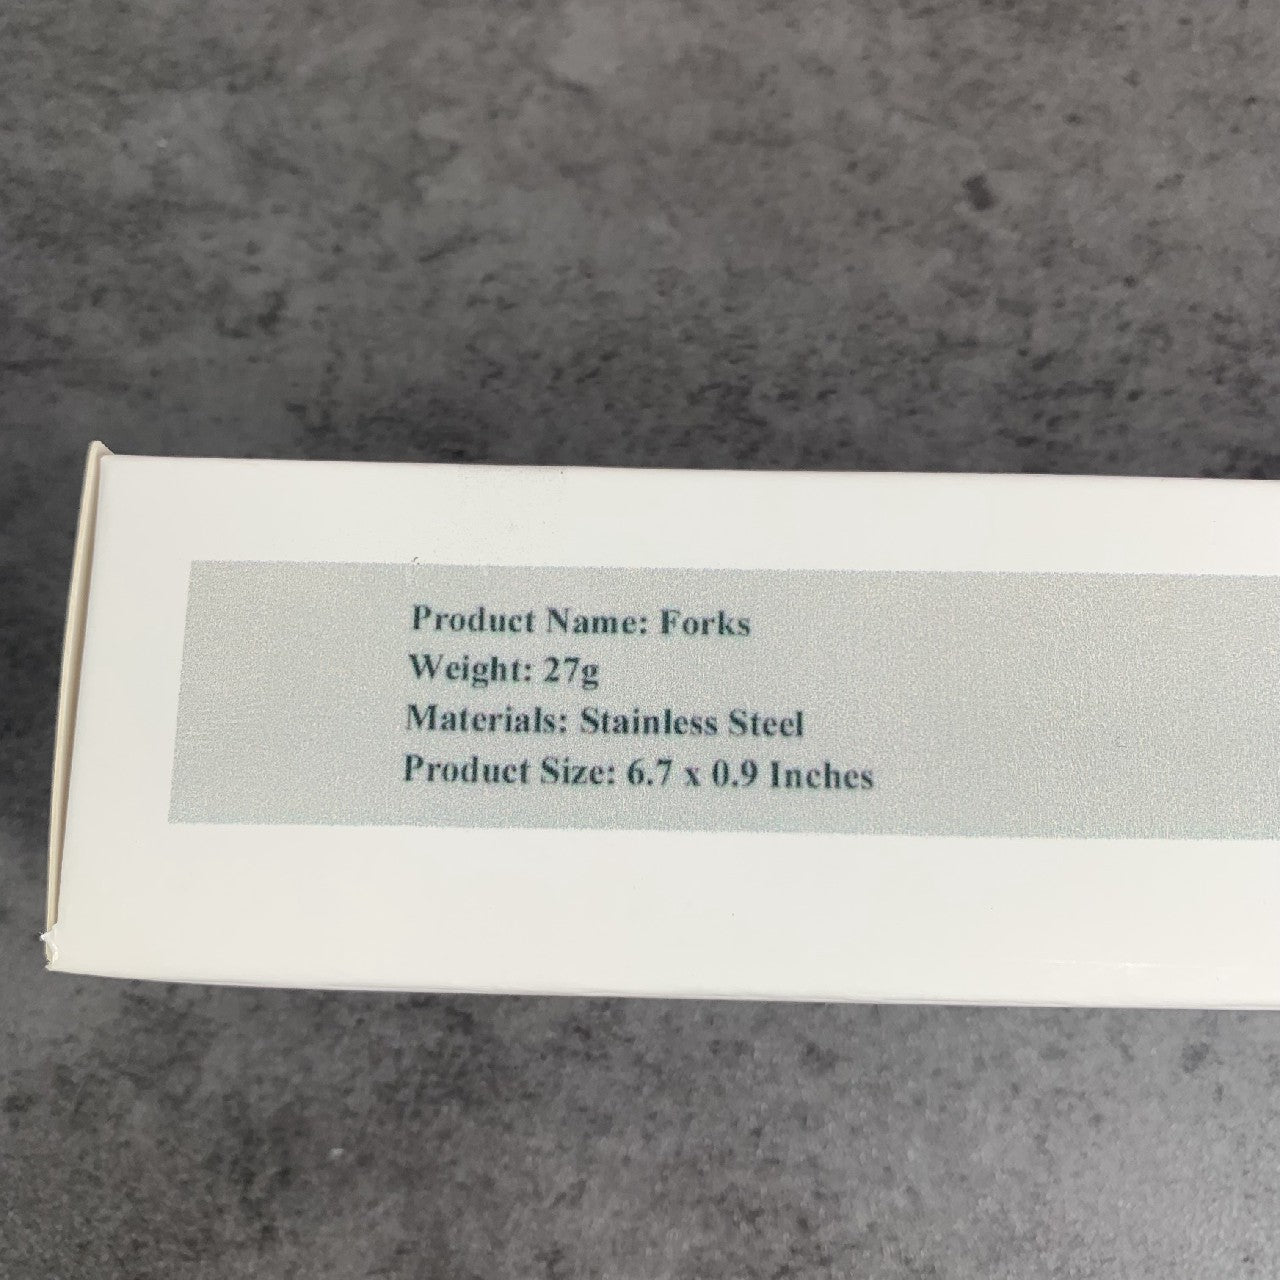 Product Name: Forks
Weight: 27g
Materials: Stainless Steel
Product Size: 6.7 x 0.9 Inches